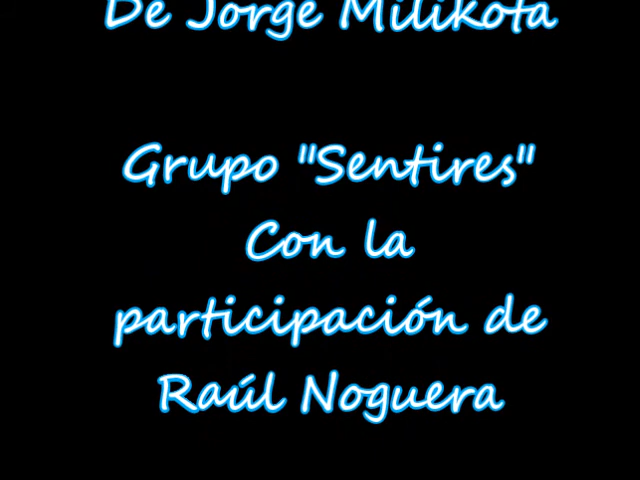 De Jorge Milikota
Grupo "Sentires"
Con la
participación de
Raúl Noguera